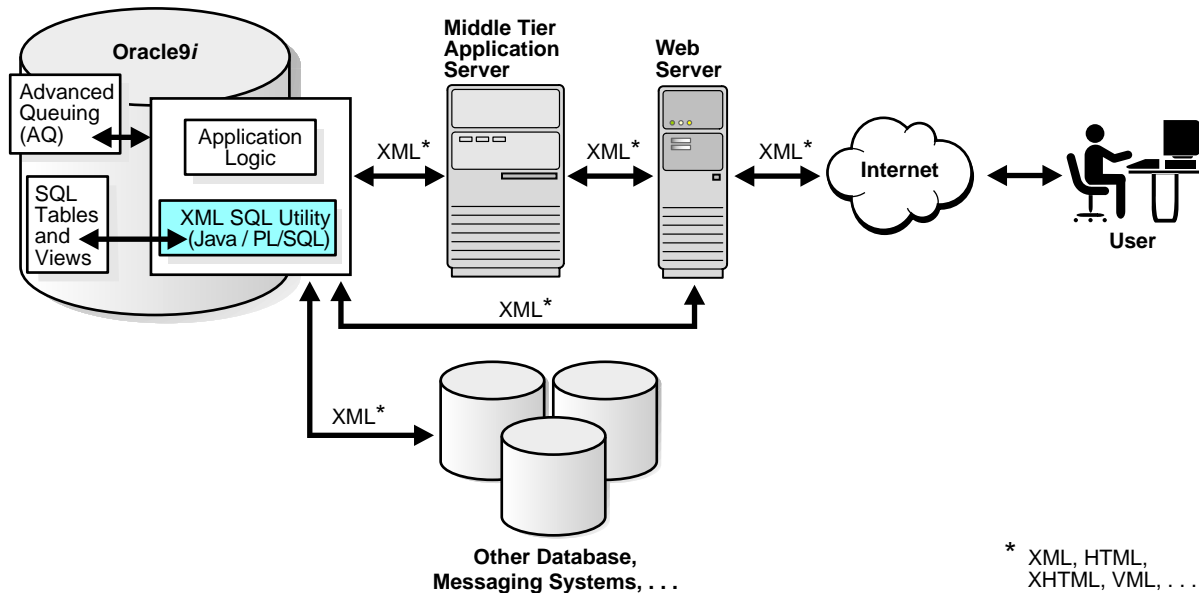 Oracle9i
Advanced
Queuing
(AQ)
Application
Logic
SQL
Tables
and
Views
XML SQL Utility
(Java / PL/SQL)
XML*
Middle Tier
Application
Server
XML*
Web
Server
XML*
Internet
User
XML*
XML*
Other Database,
Messaging Systems, . . .
* XML, HTML,
XHTML, VML, . . .